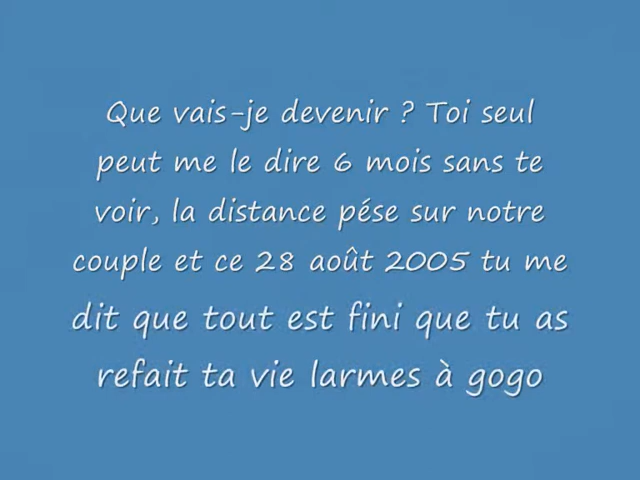 Que vais-je devenir ? Toi seul
peut me le dire 6 mois sans te
voir, la distance pése sur notre
couple et ce 28 août 2005 tu me
dit que tout est fini que tu as
refait ta vie larmes à gogo